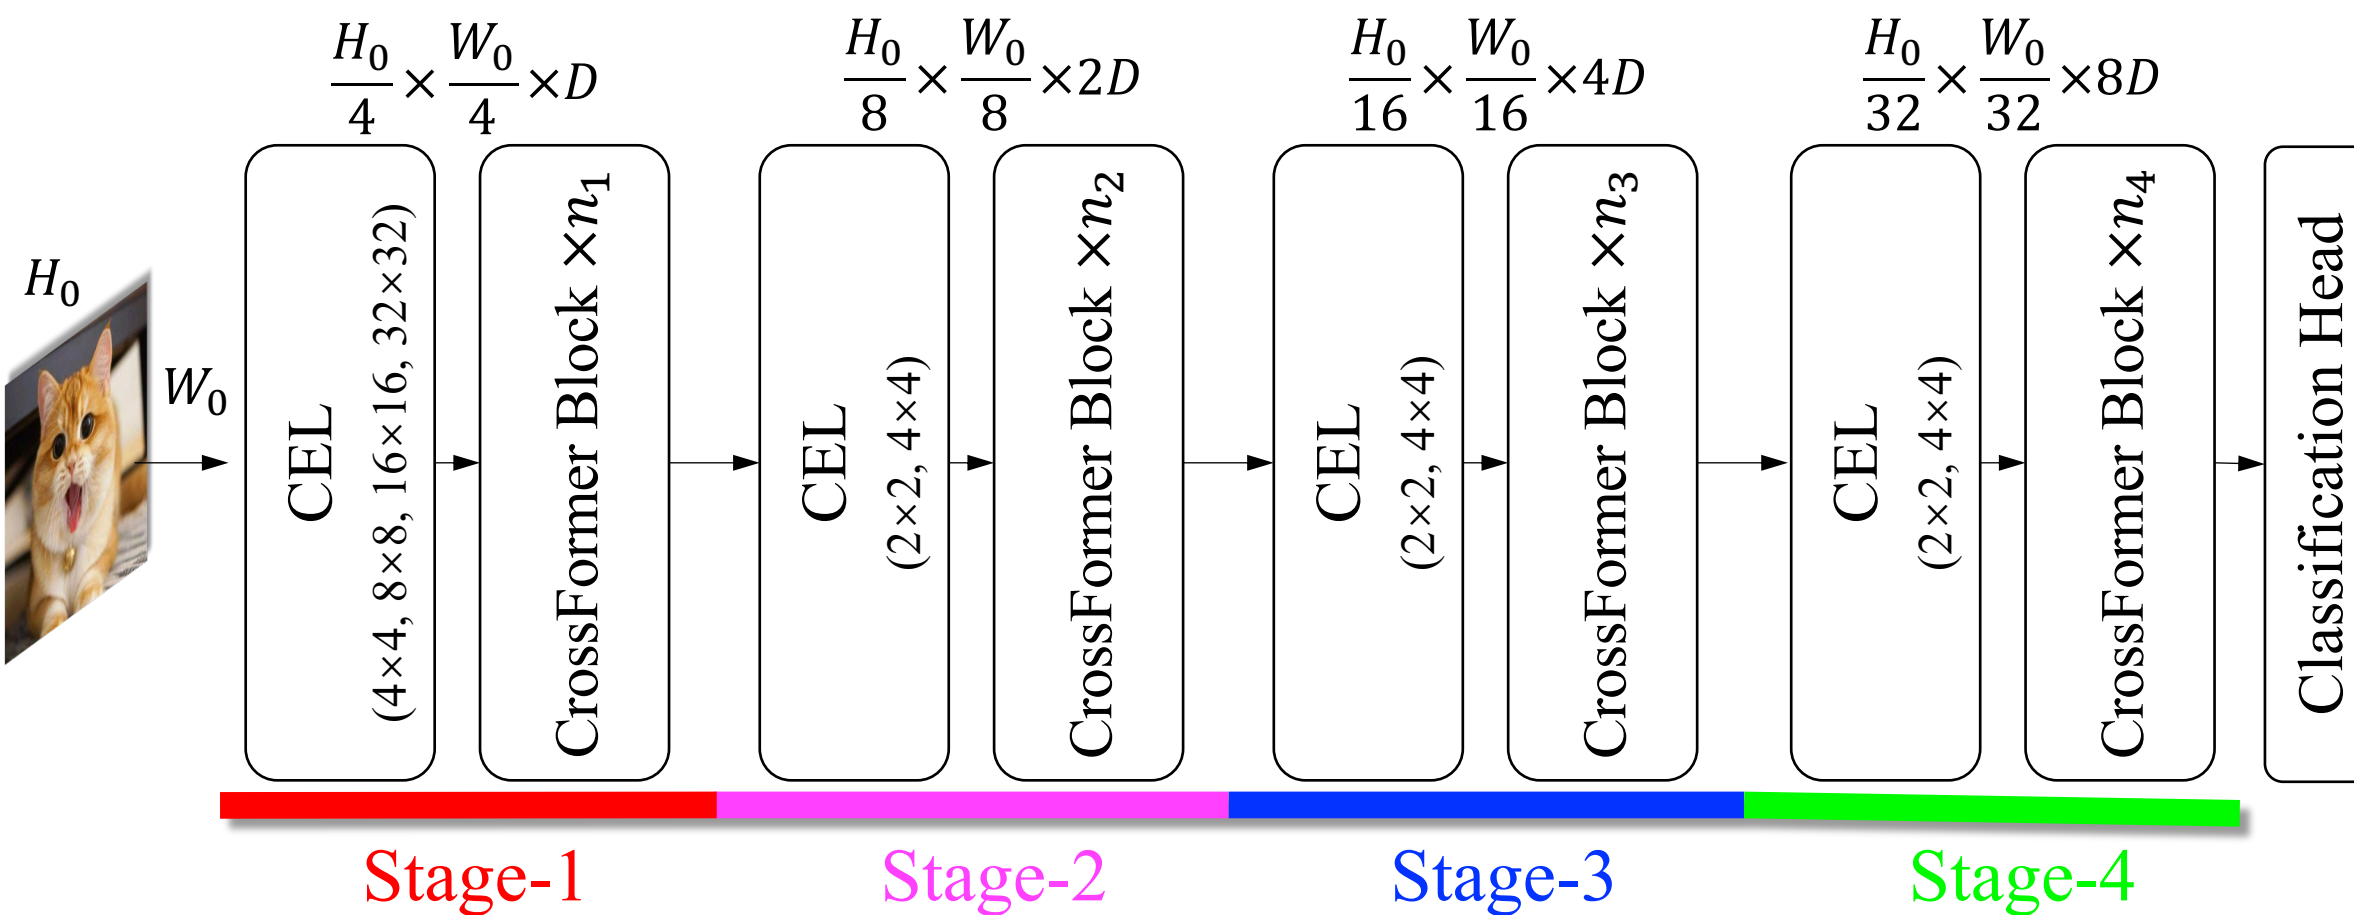 H₀/4 × W₀/4 × D
H₀/8 × W₀/8 × 2D
H₀/16 × W₀/16 × 4D
H₀/32 × W₀/32 × 8D
H₀
W₀
CEL
(4×4, 8×8, 16×16, 32×32)
CrossFormer Block ×n₁
CEL
(2×2, 4×4)
CrossFormer Block ×n₂
CEL
(2×2, 4×4)
CrossFormer Block ×n₃
CEL
(2×2, 4×4)
CrossFormer Block ×n₄
Classification Head
Stage-1
Stage-2
Stage-3
Stage-4